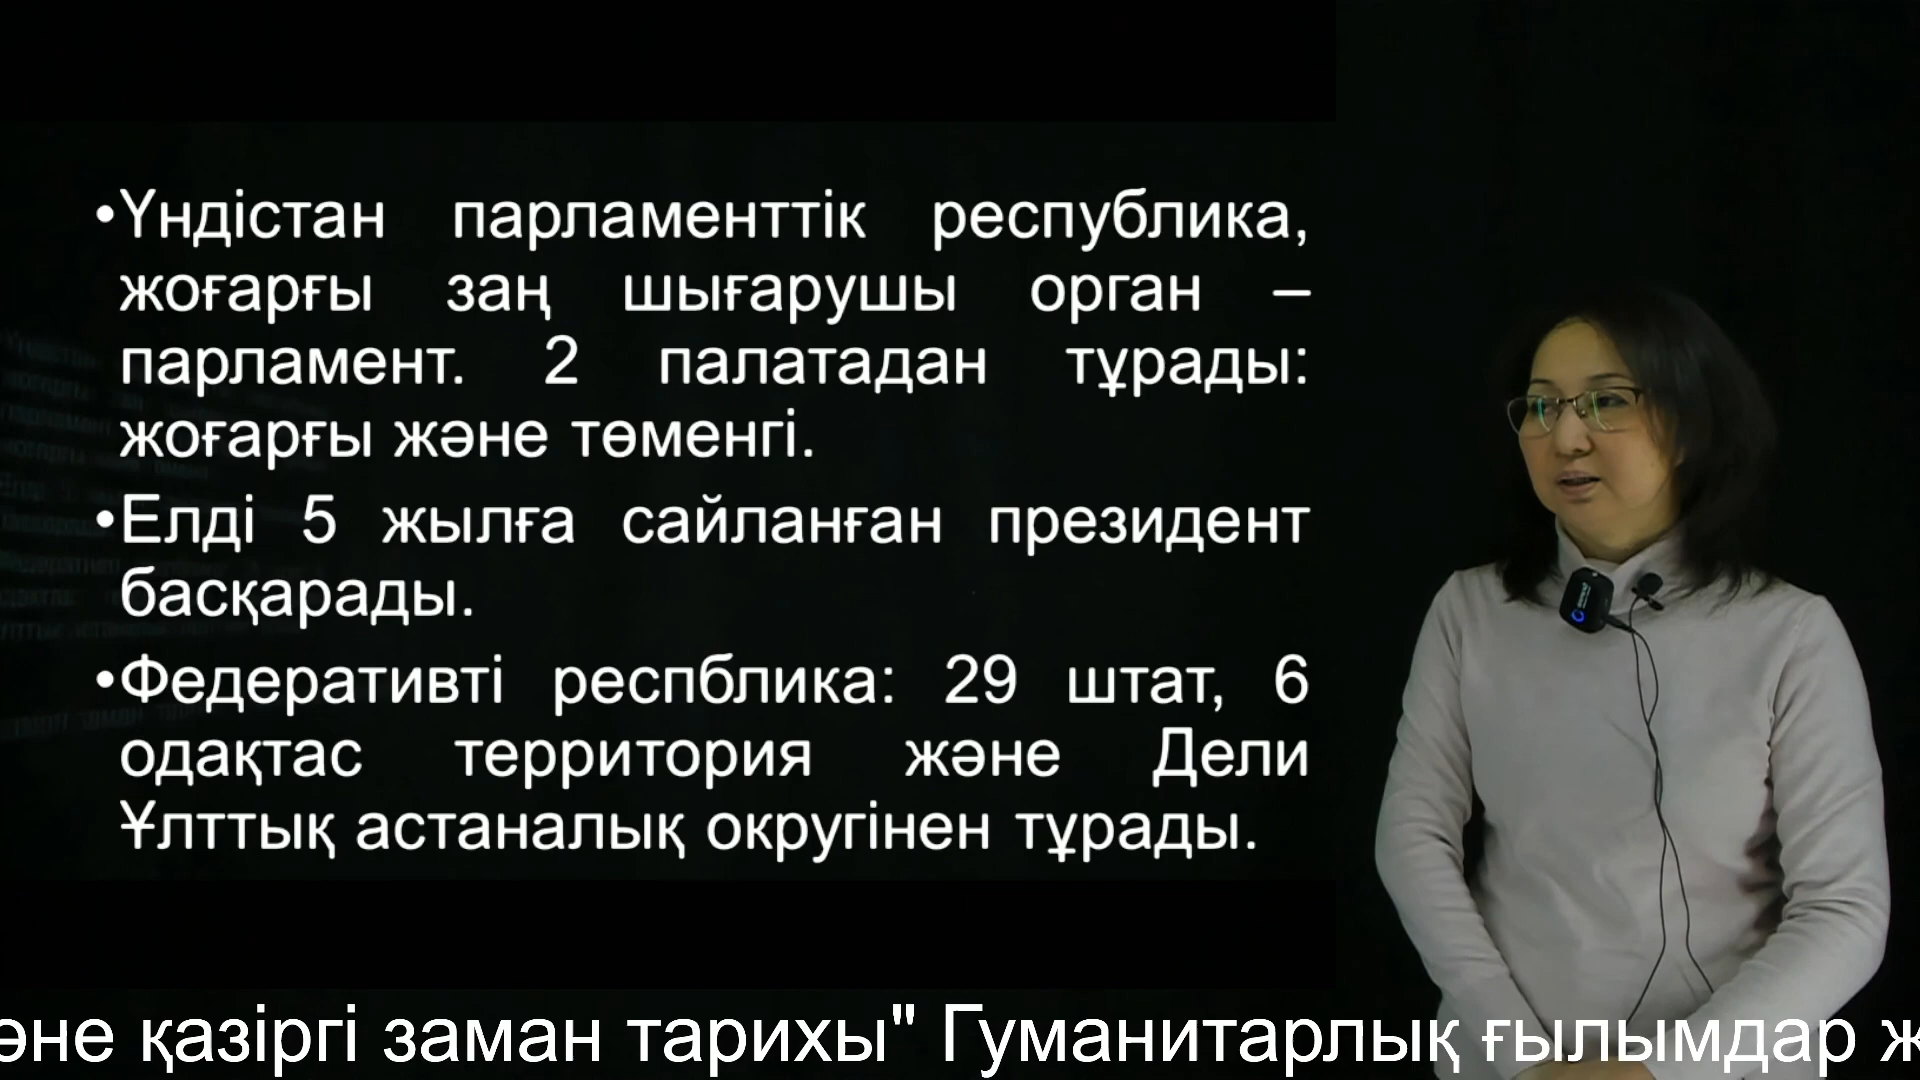 •Үндістан парламенттік республика,
жоғарғы заң шығарушы орган –
парламент. 2 палатадан тұрады:
жоғарғы және төменгі.
•Елді 5 жылға сайланған президент
басқарады.
•Федеративті респблика: 29 штат, 6
одақтас территория және Дели
Ұлттық астаналық округінен тұрады.
әне қазіргі заман тарихы" Гуманитарлық ғылымдар ж